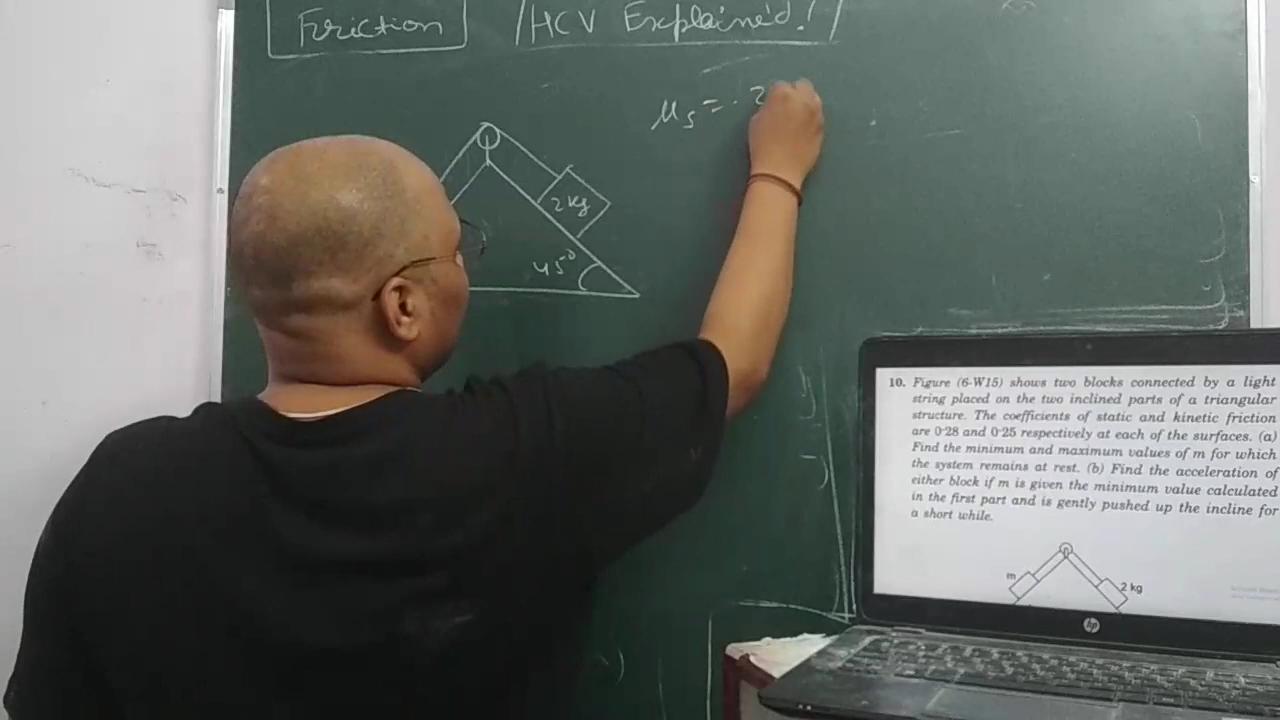 Friction
HCV Explained!
μs = .2
2 kg
45°
10. Figure (6-W15) shows two blocks connected by a light
string placed on the two inclined parts of a triangular
structure. The coefficients of static and kinetic friction
are 0·28 and 0·25 respectively at each of the surfaces. (a)
Find the minimum and maximum values of m for which
the system remains at rest. (b) Find the acceleration of
either block if m is given the minimum value calculated
in the first part and is gently pushed up the incline for
a short while.
m
2 kg
hp